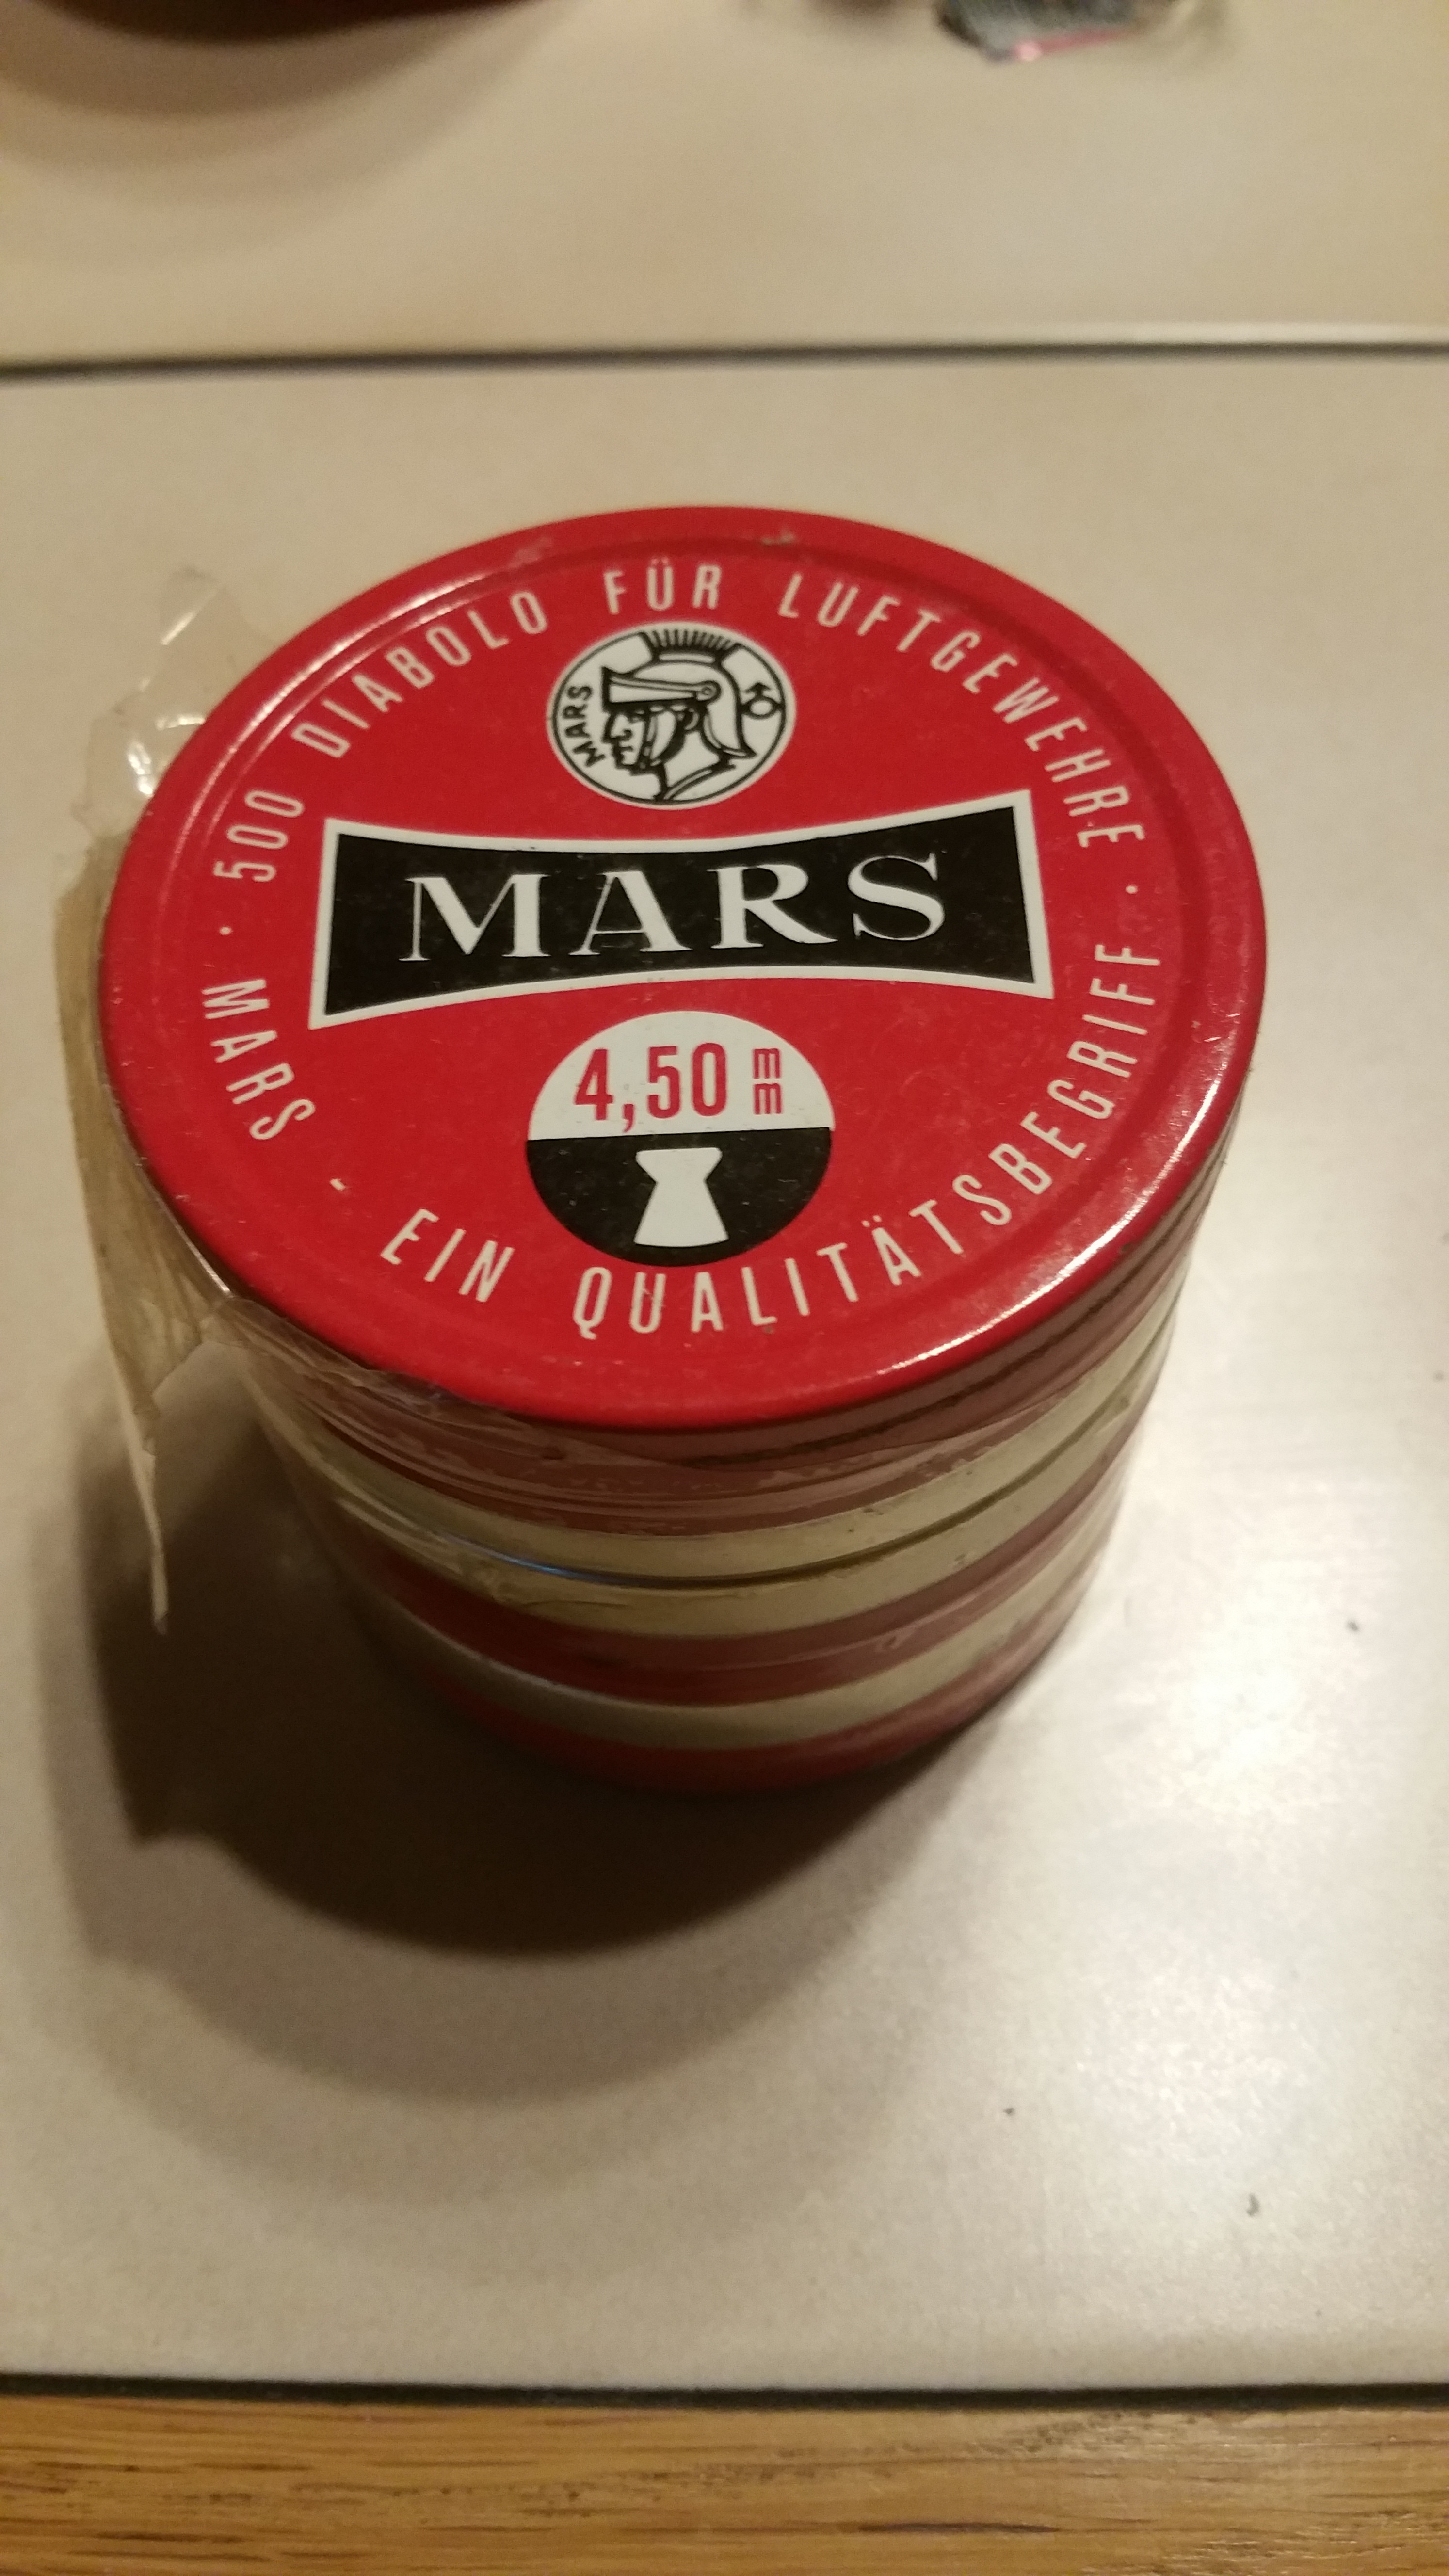 · 500 DIABOLO FÜR LUFTGEWEHRE ·
MARS
MARS
4,50 mm
MARS - EIN QUALITÄTSBEGRIFF